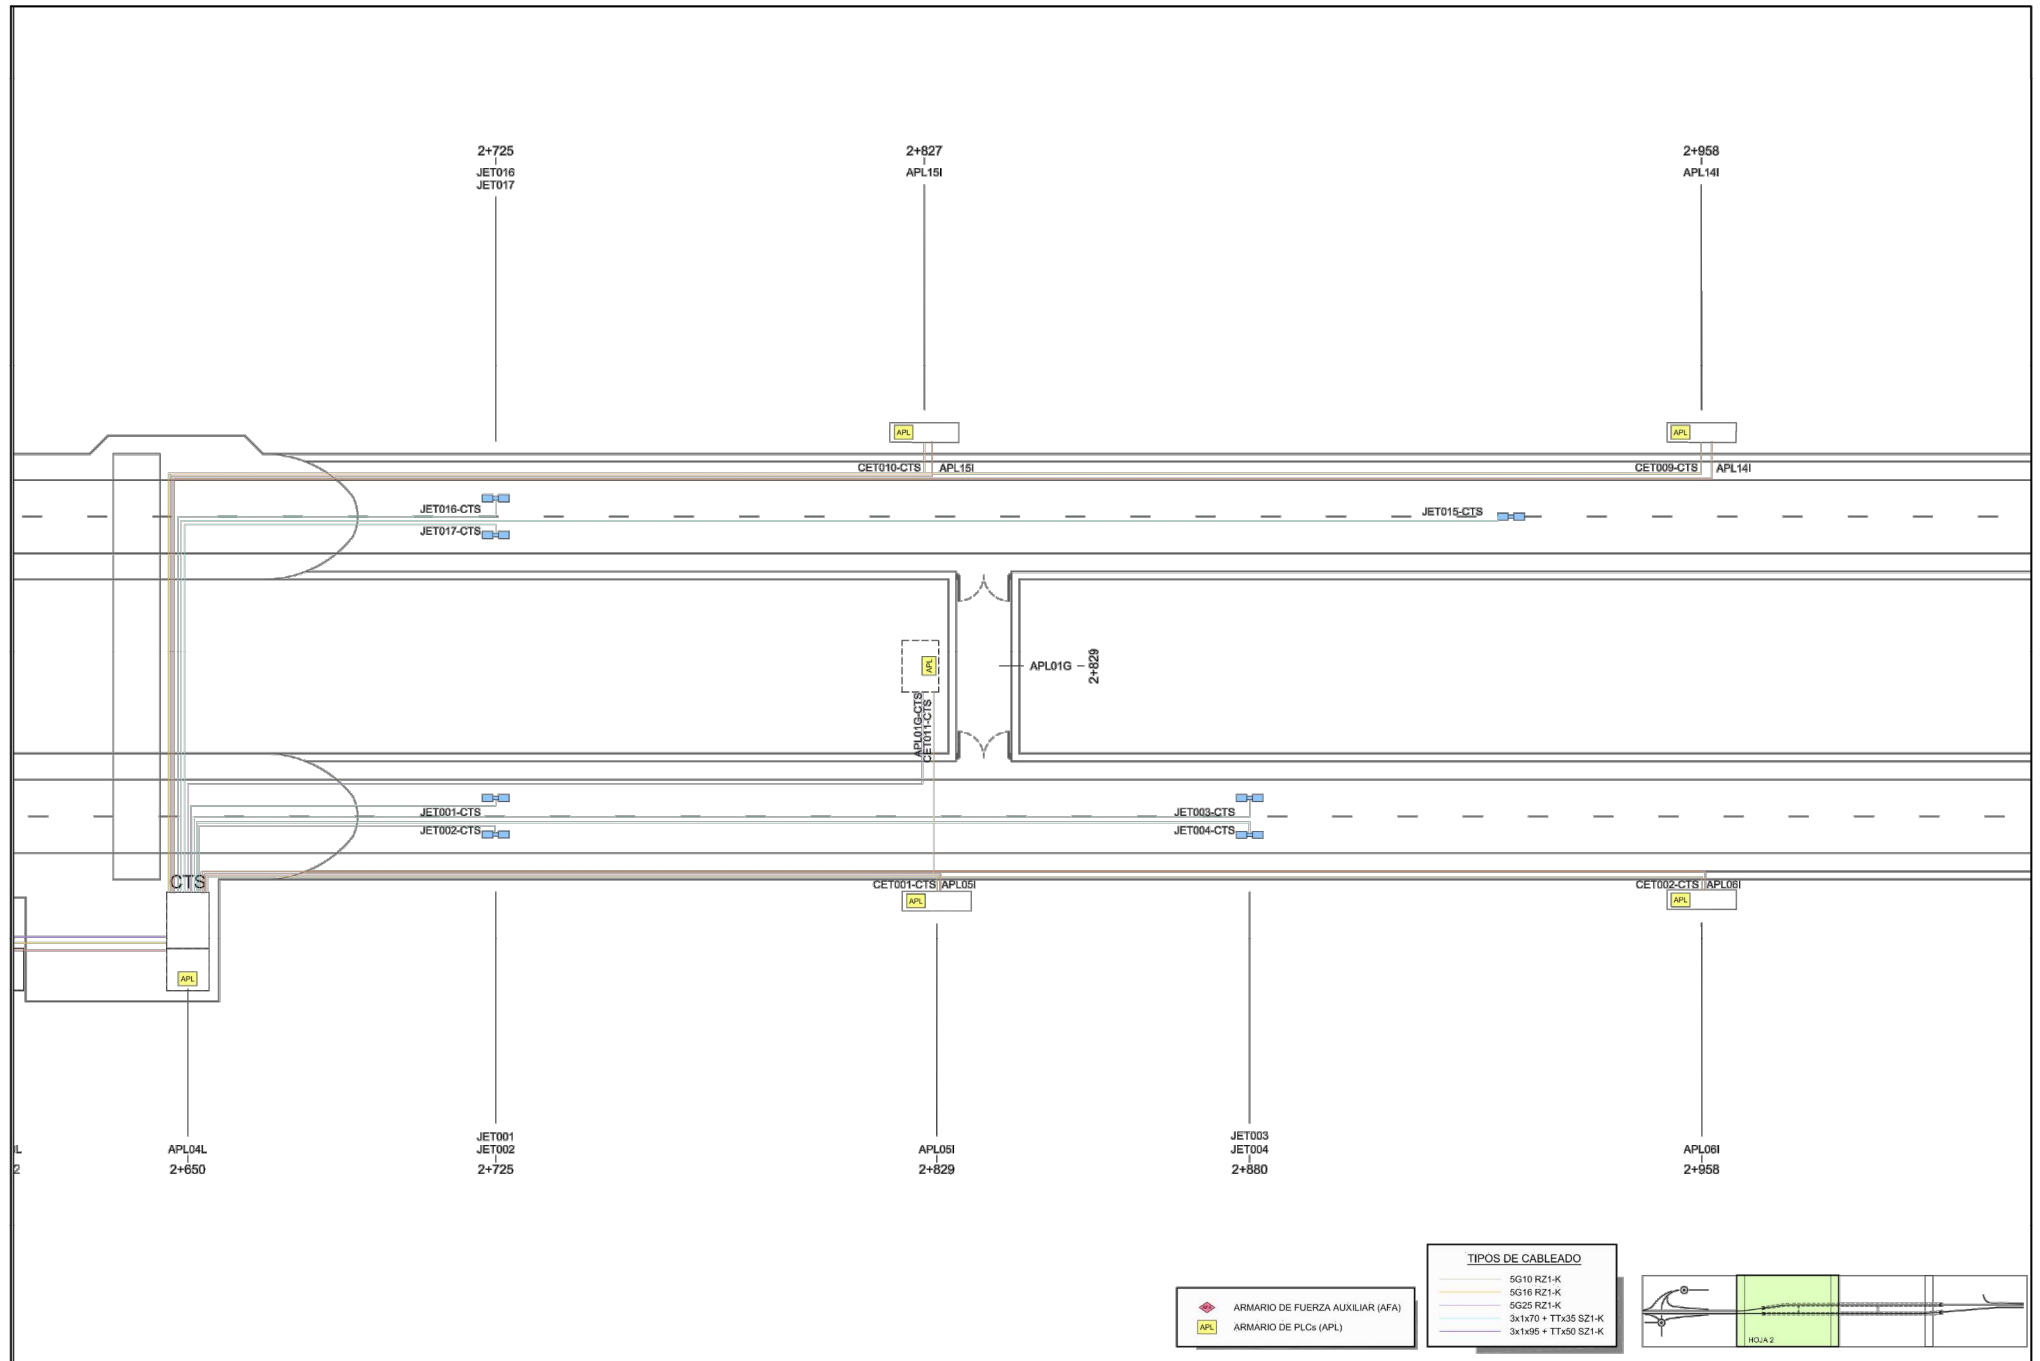 2+725
JET016
JET017
2+827
APL15I
2+958
APL14I
APL
APL
CET010-CTS
APL15I
CET009-CTS
APL14I
JET016-CTS
JET017-CTS
JET015-CTS
APL
APL01G
2+829
APL01G-CTS
CET011-CTS
JET001-CTS
JET002-CTS
JET003-CTS
JET004-CTS
CTS
CET001-CTS
APL05I
CET002-CTS
APL06I
APL
APL
APL
APL04L
2+650
JET001
JET002
2+725
APL05I
2+829
JET003
JET004
2+880
APL06I
2+958
AFA
ARMARIO DE FUERZA AUXILIAR (AFA)
APL
ARMARIO DE PLCs (APL)
TIPOS DE CABLEADO
5G10 RZ1-K
5G16 RZ1-K
5G25 RZ1-K
3x1x70 + TTx35 SZ1-K
3x1x95 + TTx50 SZ1-K
HOJA 2